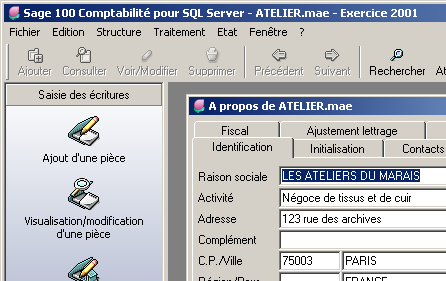 Sage 100 Comptabilité pour SQL Server - ATELIER.mae - Exercice 2001
Fichier Edition Structure Traitement Etat Fenêtre ?
Ajouter Consulter Voir/Modifier Supprimer Précédent Suivant Rechercher
Saisie des écritures
Ajout d'une pièce
Visualisation/modification
d'une pièce
A propos de ATELIER.mae
Fiscal Ajustement lettrage
Identification Initialisation Contacts
Raison sociale LES ATELIERS DU MARAIS
Activité Négoce de tissus et de cuir
Adresse 123 rue des archives
Complément
C.P./Ville 75003 PARIS
Région/Pays FRANCE